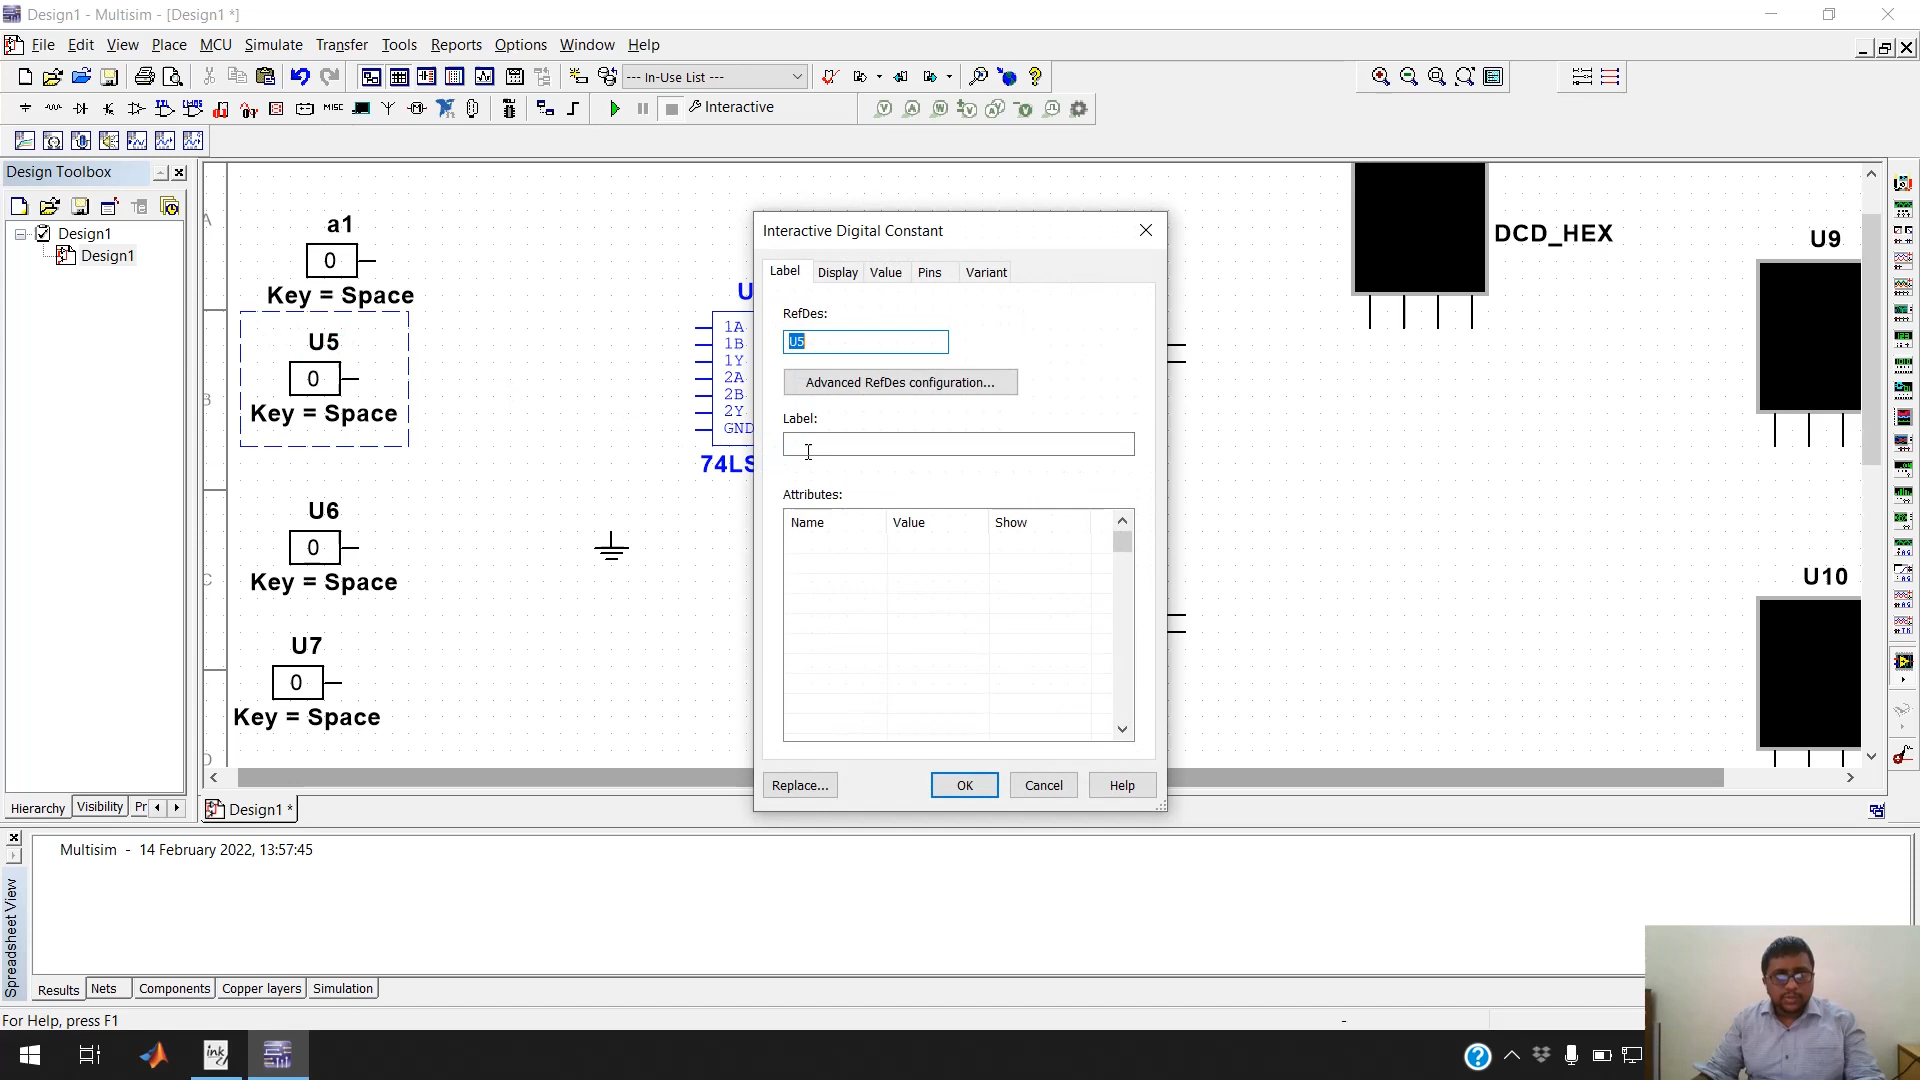 Design1 - Multisim - [Design1 *]
File Edit View Place MCU Simulate Transfer Tools Reports Options Window Help
--- In-Use List ---
MISC Interactive
Design Toolbox
Design1
Design1
Hierarchy Visibility Pr
A
B
C
D
a1
0
Key = Space
U5
0
Key = Space
U6
0
Key = Space
U7
0
Key = Space
U
1A
1B
1Y
2A
2B
2Y
GND
74LS
Interactive Digital Constant
Label Display Value Pins Variant
RefDes:
U5
Advanced RefDes configuration...
Label:
Attributes:
Name Value Show
Replace... OK Cancel Help
DCD_HEX
U9
U10
Design1 *
Spreadsheet View
Multisim - 14 February 2022, 13:57:45
Results Nets Components Copper layers Simulation
For Help, press F1
-
ink